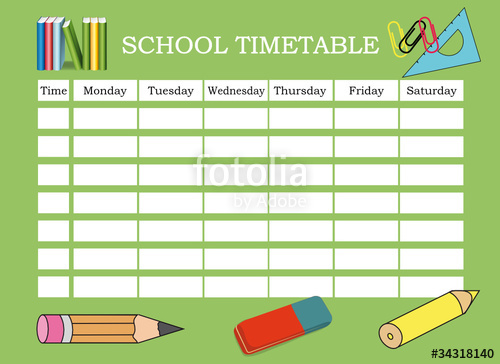 SCHOOL TIMETABLE
Time Monday Tuesday Wednesday Thursday Friday Saturday
fotolia
by Adobe
#34318140